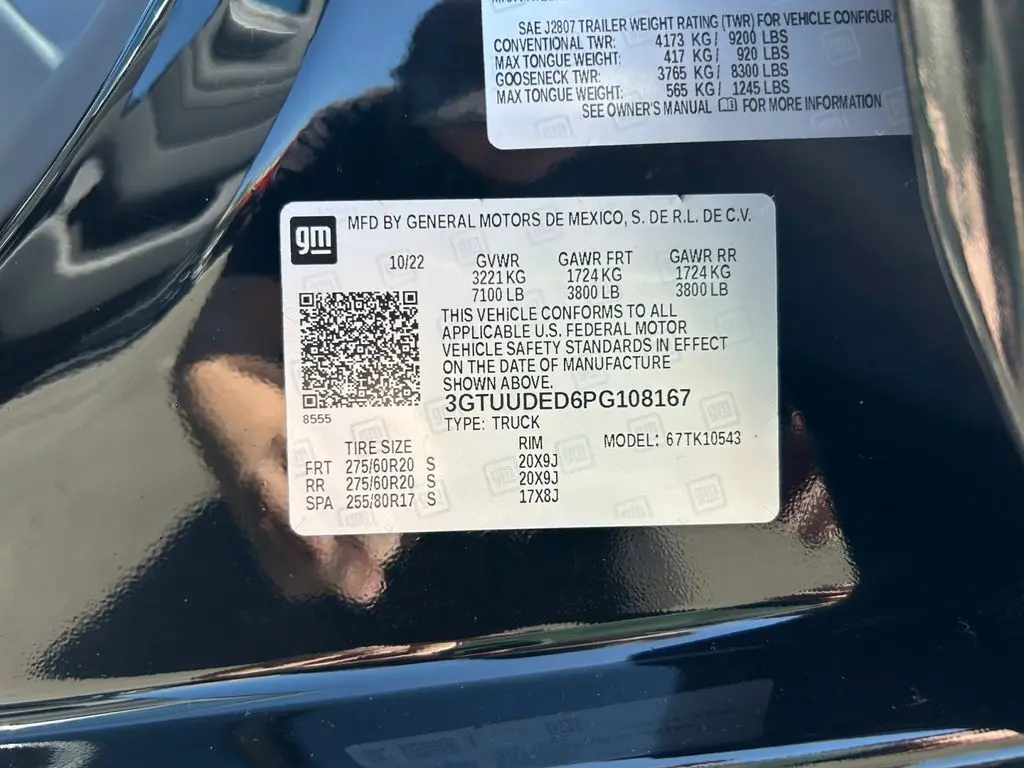 SAE J2807 TRAILER WEIGHT RATING (TWR) FOR VEHICLE
CONVENTIONAL TWR: 4173 KG/ 9200 LBS
MAX TONGUE WEIGHT: 417 KG/ 920 LBS
GOOSENECK TWR: 3765 KG/ 8300 LBS
MAX TONGUE WEIGHT: 565 KG/ 1245 LBS
SEE OWNER'S MANUAL FOR MORE INFORMATION
gm
MFD BY GENERAL MOTORS DE MEXICO, S. DE R.L. DE C.V.
10/22 GVWR GAWR FRT GAWR RR
3221 KG 1724 KG 1724 KG
7100 LB 3800 LB 3800 LB
THIS VEHICLE CONFORMS TO ALL
APPLICABLE U.S. FEDERAL MOTOR
VEHICLE SAFETY STANDARDS IN EFFECT
ON THE DATE OF MANUFACTURE
SHOWN ABOVE.
3GTUUDED6PG108167
8555
TYPE: TRUCK
TIRE SIZE RIM MODEL: 67TK10543
FRT 275/60R20 S 20X9J
RR 275/60R20 S 20X9J
SPA 255/80R17 S 17X8J